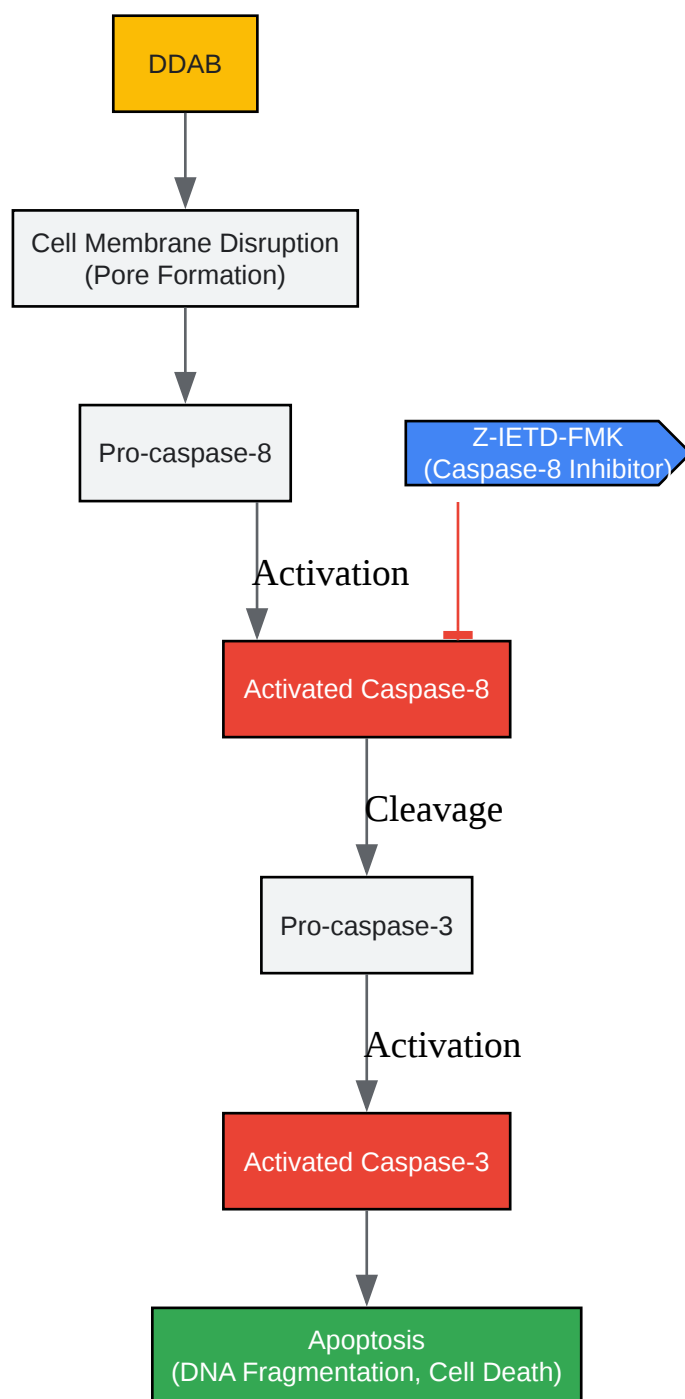 DDAB
Cell Membrane Disruption
(Pore Formation)
Pro-caspase-8
Z-IETD-FMK
(Caspase-8 Inhibitor)
Activation
Activated Caspase-8
Cleavage
Pro-caspase-3
Activation
Activated Caspase-3
Apoptosis
(DNA Fragmentation, Cell Death)